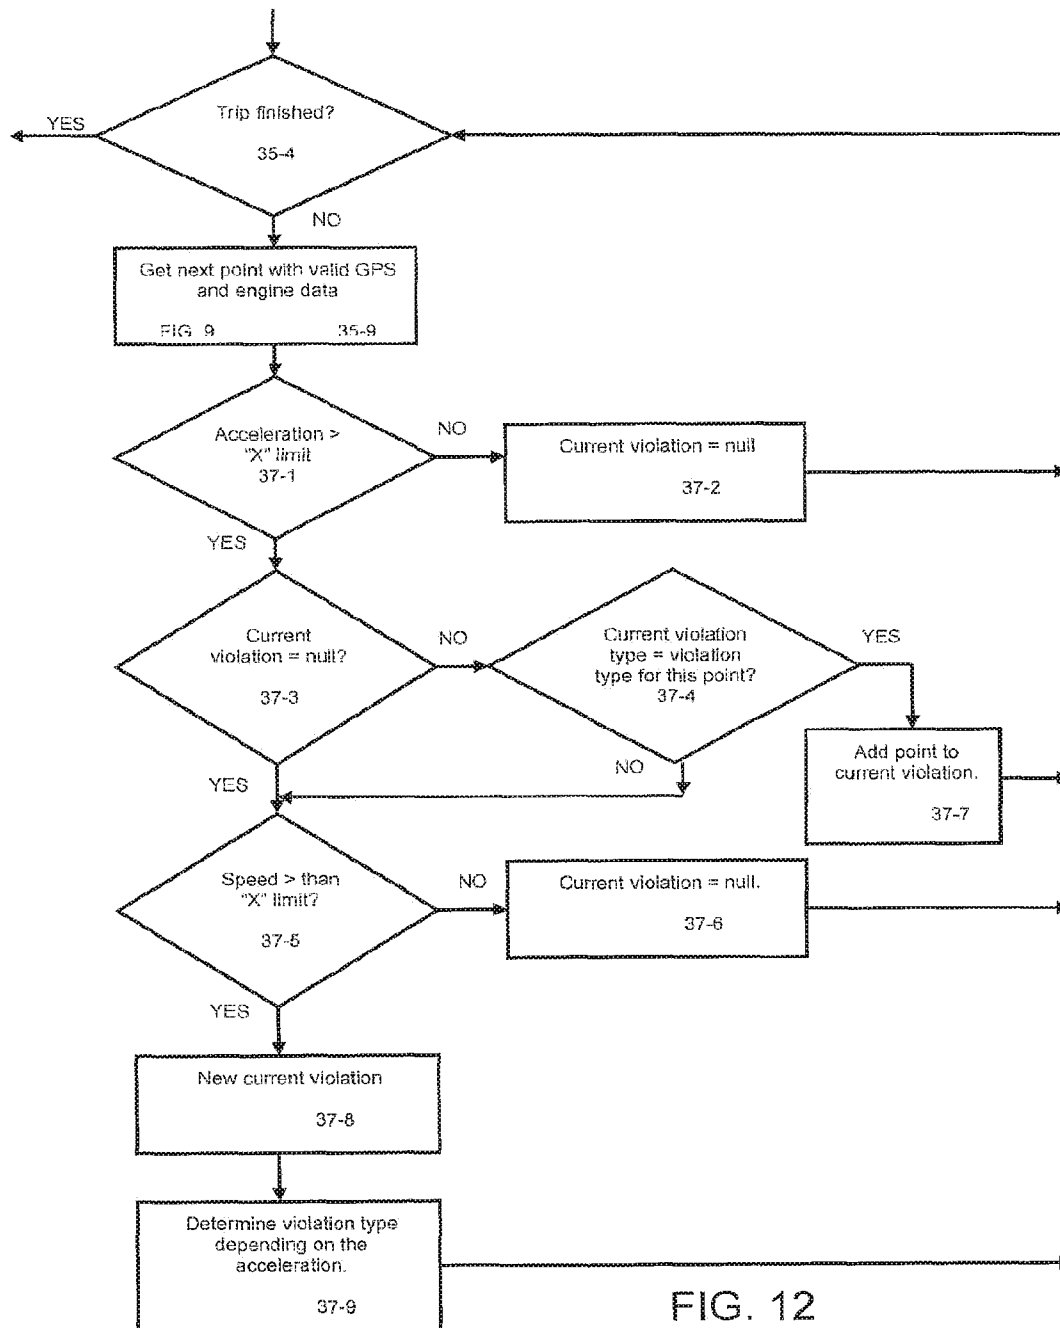 Trip finished?
YES
35-4
NO
Get next point with valid GPS
and engine data
FIG. 9 35-9
Acceleration >
"X" limit
37-1
NO
Current violation = null
37-2
YES
Current
violation = null?
37-3
NO
Current violation
type = violation
type for this point?
37-4
YES
Add point to
current violation.
37-7
NO
YES
Speed > than
"X" limit?
37-5
NO
Current violation = null.
37-6
YES
New current violation
37-8
Determine violation type
depending on the
acceleration.
37-9
FIG. 12